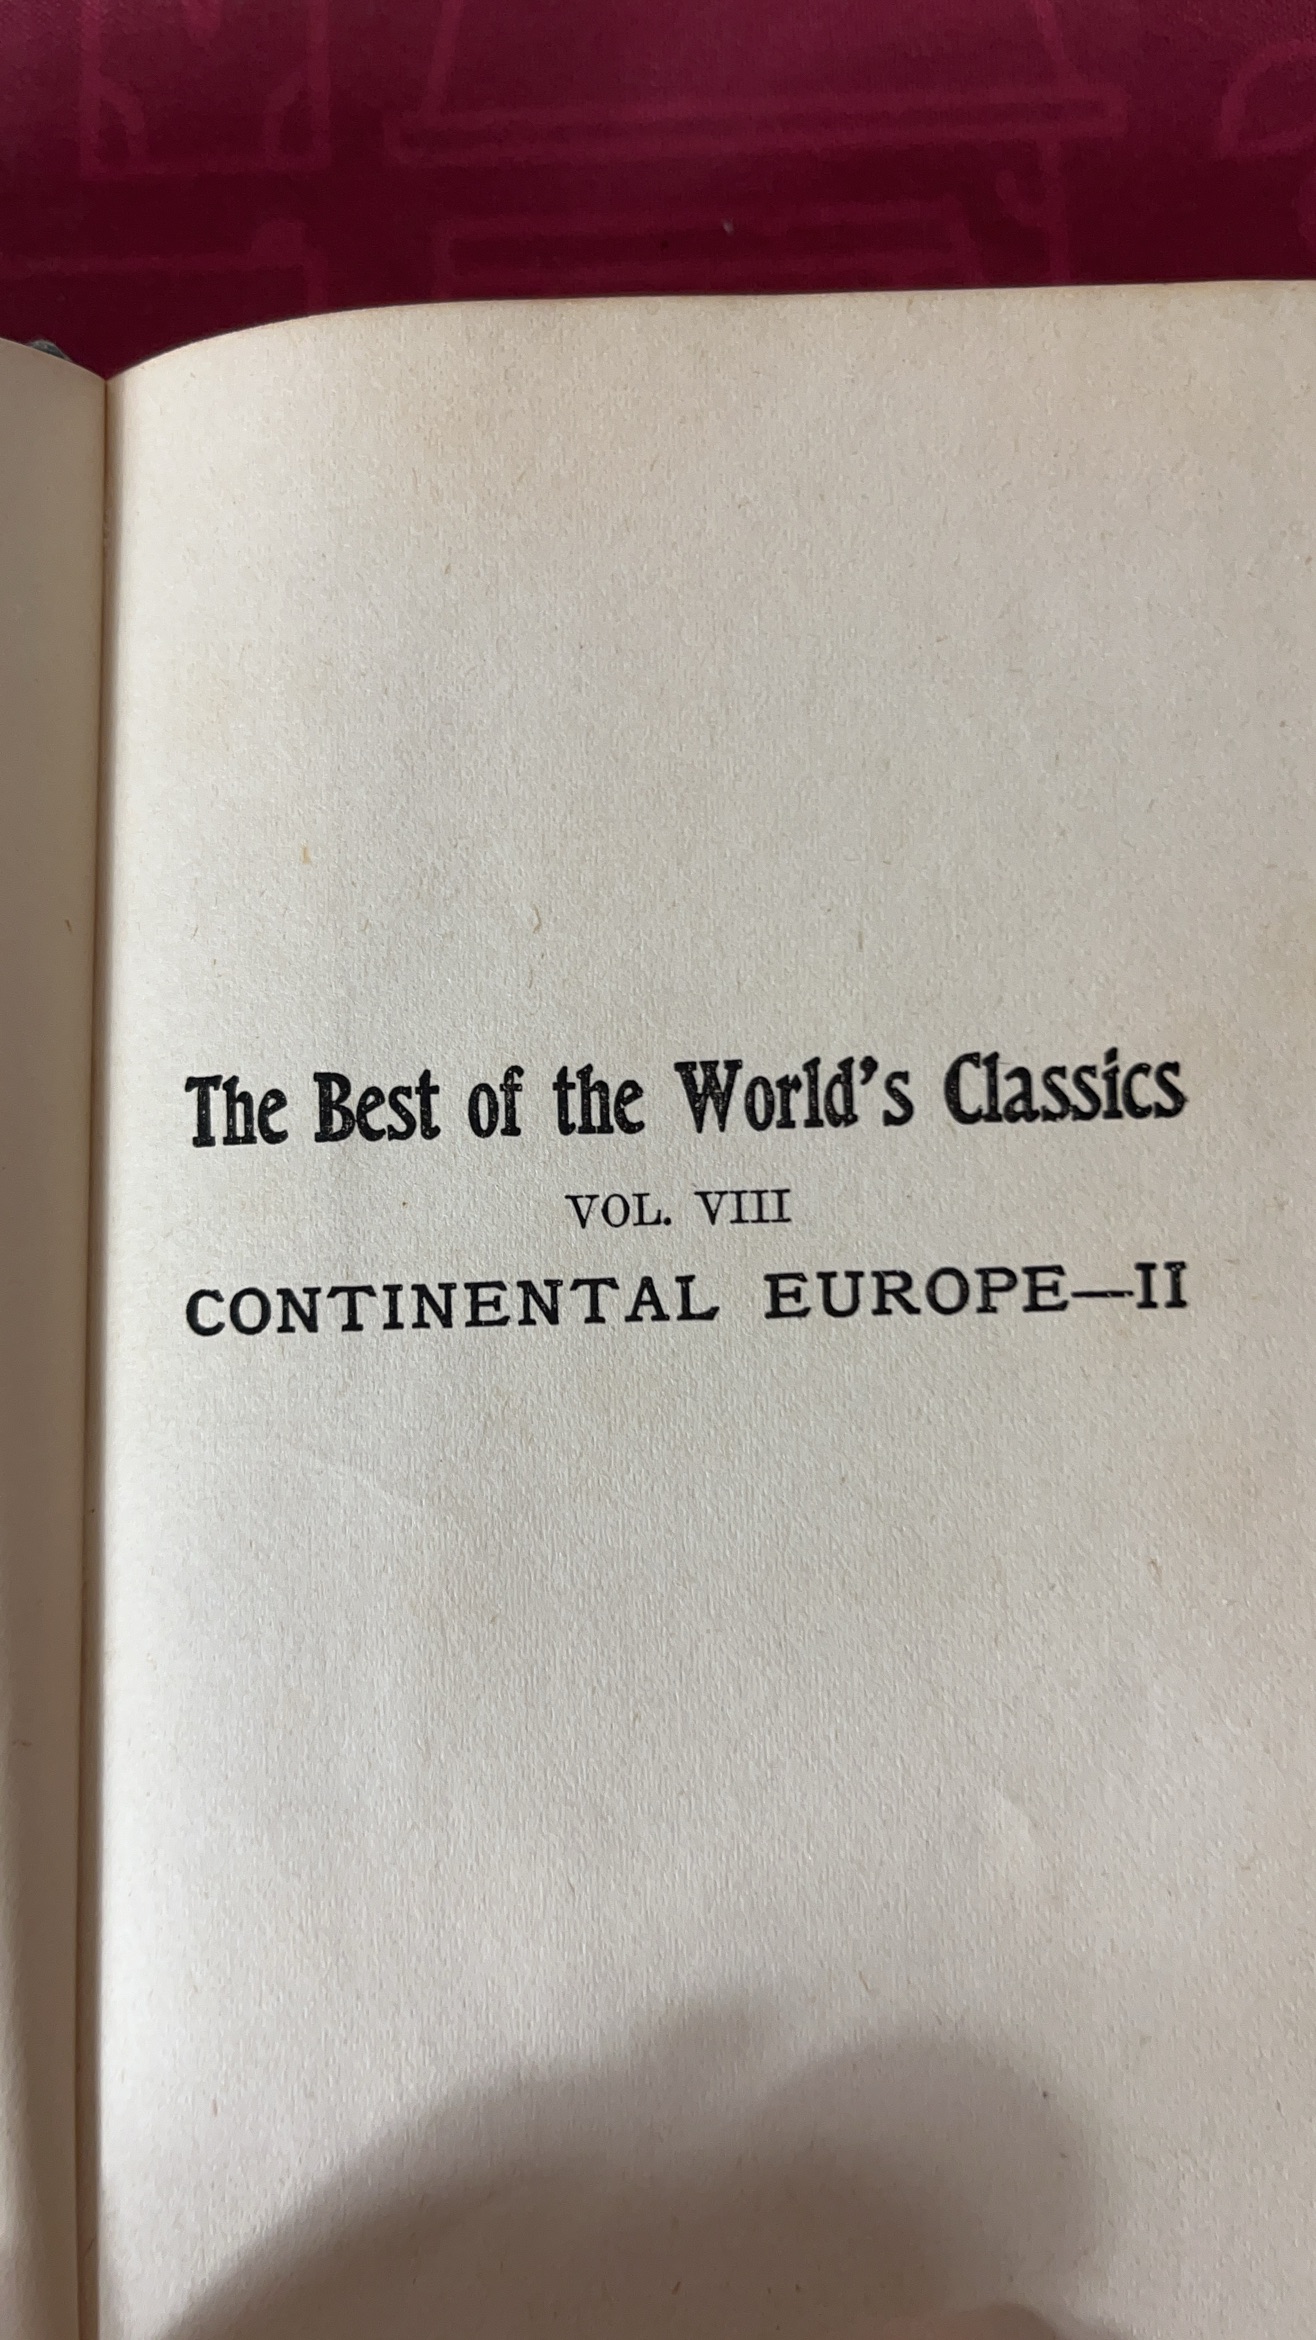 The Best of the World's Classics
VOL. VIII
CONTINENTAL EUROPE—II